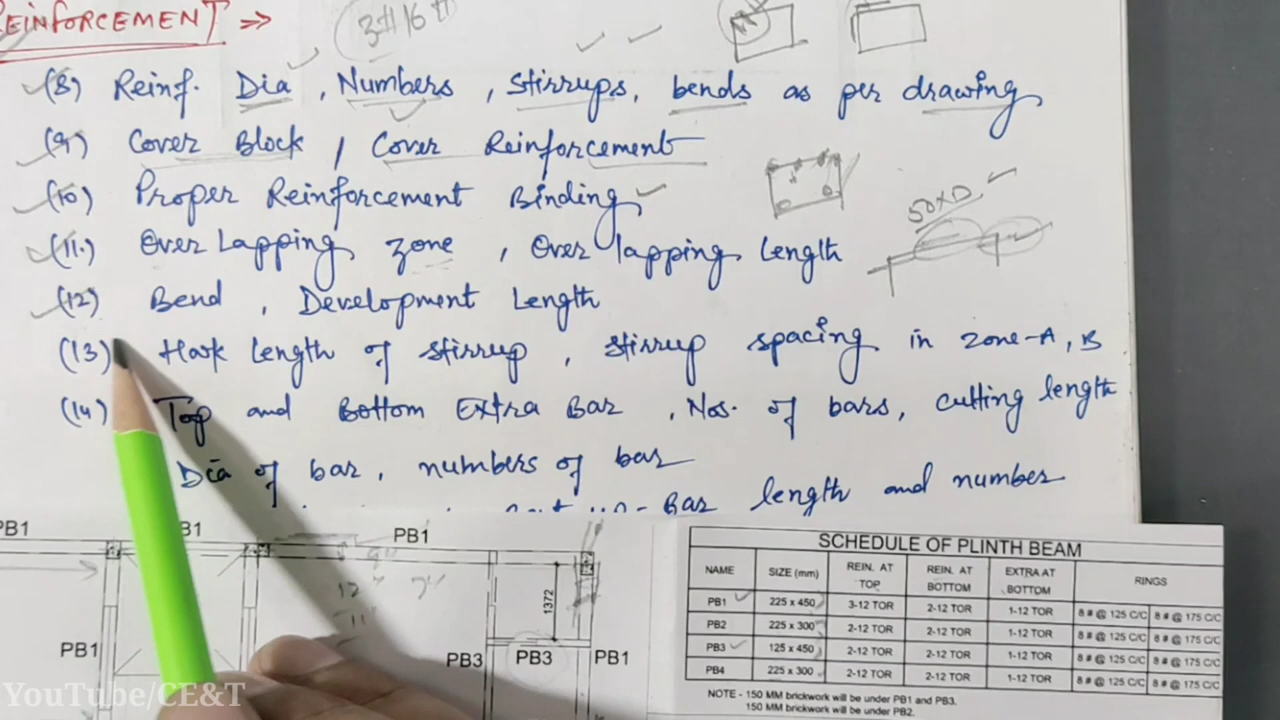 REINFORCEMENT ⇒
3#16#
(8) Reinf. Dia, Numbers, stirrups, bends as per drawing
(9) Cover Block / Cover Reinforcement
(10) Proper Reinforcement Binding
(11.) Over Lapping zone, Over lapping Length
50XD
(12) Bend, Development Length
(13) Hook Length of stirrup, stirrup spacing in zone-A, B
(14) Top and Bottom Extra Bar, Nos. of bars, cutting length
Dia of bar, numbers of bar
Bar length and number
PB1 B1 PB1
9"
12" 9"
11"
1372
PB1 PB3 PB3 PB1
SCHEDULE OF PLINTH BEAM
NAME SIZE (mm) REIN. AT TOP REIN. AT BOTTOM EXTRA AT BOTTOM RINGS
PB1 225 x 450 3-12 TOR 2-12 TOR 1-12 TOR 8 # @ 125 C/C 8 # @ 175 C/C
PB2 225 x 300 2-12 TOR 2-12 TOR 1-12 TOR 8 # @ 125 C/C 8 # @ 175 C/C
PB3 125 x 450 2-12 TOR 2-12 TOR 1-12 TOR 8 # @ 125 C/C 8 # @ 175 C/C
PB4 225 x 300 2-12 TOR 2-12 TOR 1-12 TOR 8 # @ 125 C/C 8 # @ 175 C/C
NOTE - 150 MM brickwork will be under PB1 and PB3.
150 MM brickwork will be under PB2.
YouTube/CE&T